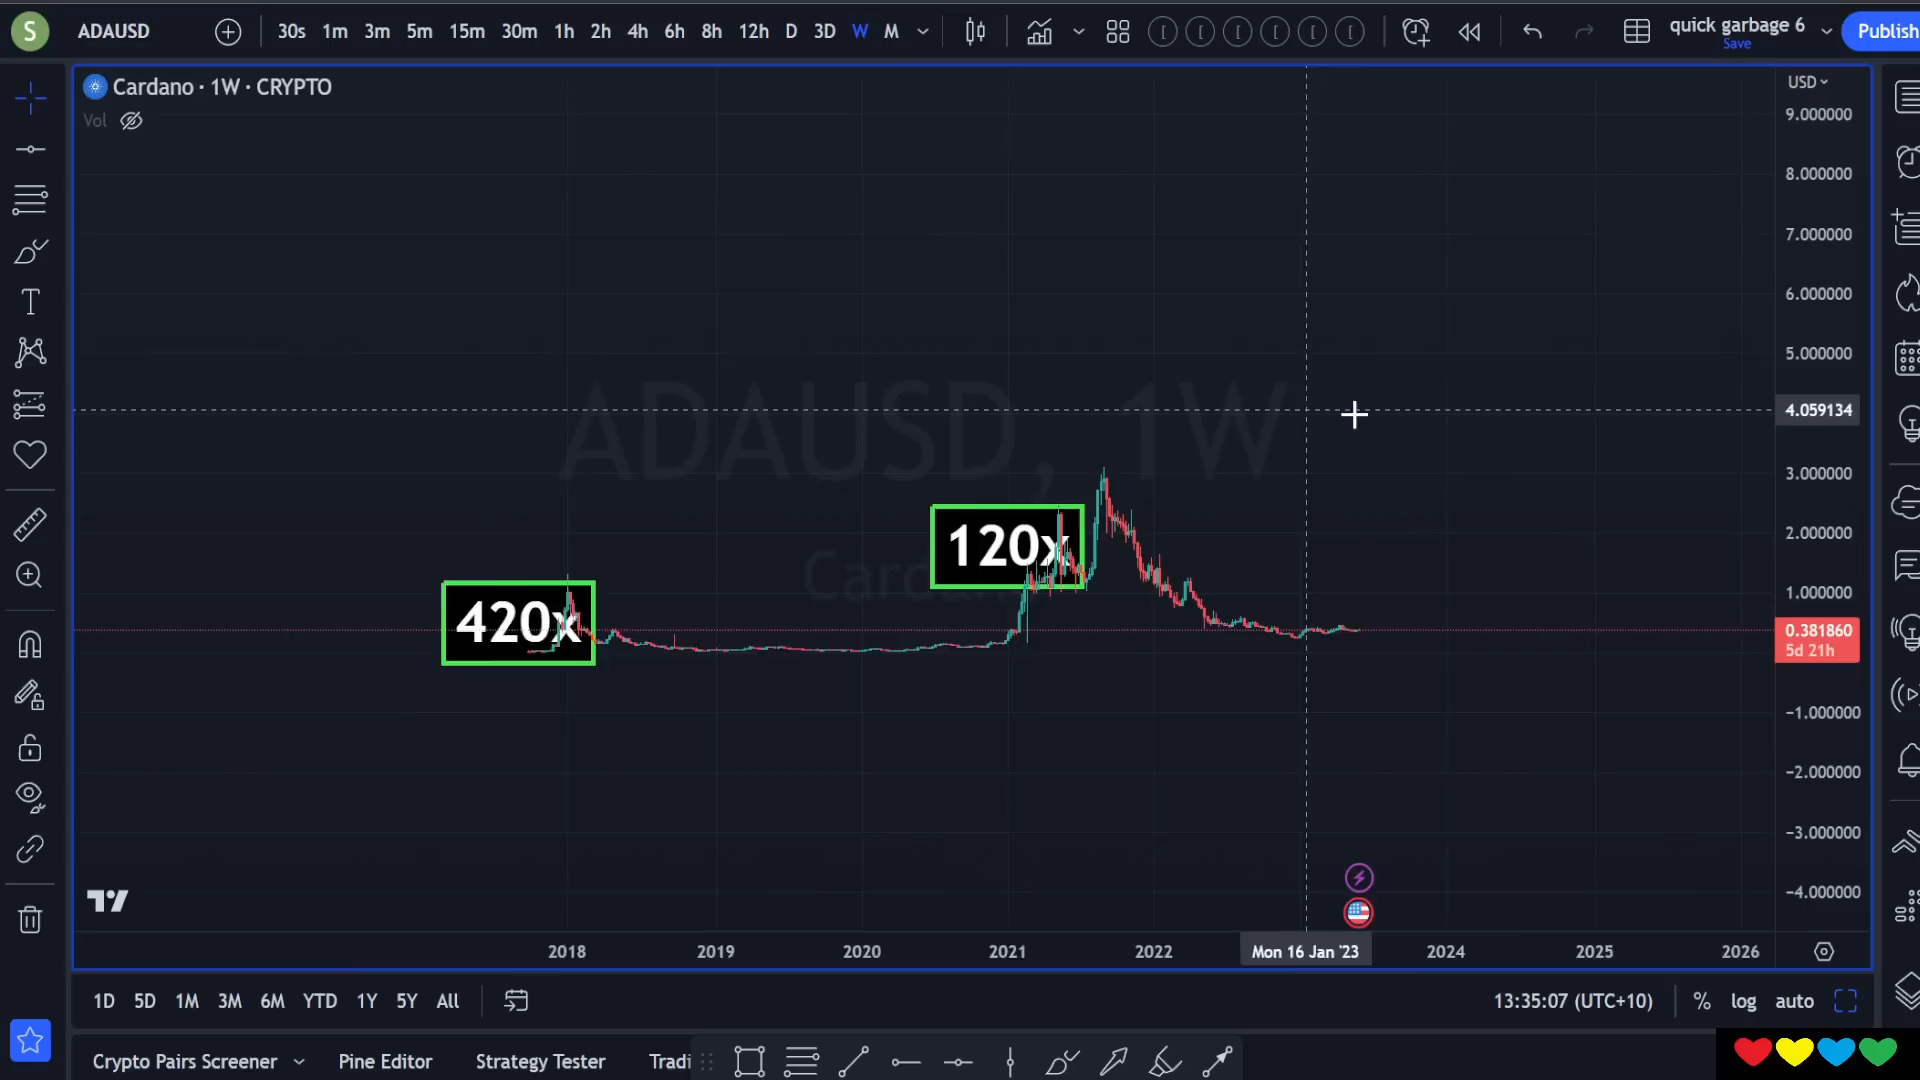 S ADAUSD 30s 1m 3m 5m 15m 30m 1h 2h 4h 6h 8h 12h D 3D W M quick garbage 6 Publish
Save
Cardano · 1W · CRYPTO
USD
Vol
9.000000
8.000000
7.000000
6.000000
5.000000
ADAUSD, 1W
4.059134
3.000000
120x
2.000000
420x
1.000000
0.381860
5d 21h
−1.000000
−2.000000
−3.000000
−4.000000
2018 2019 2020 2021 2022 Mon 16 Jan '23 2024 2025 2026
1D 5D 1M 3M 6M YTD 1Y 5Y All 13:35:07 (UTC+10) % log auto
Crypto Pairs Screener Pine Editor Strategy Tester Tradi